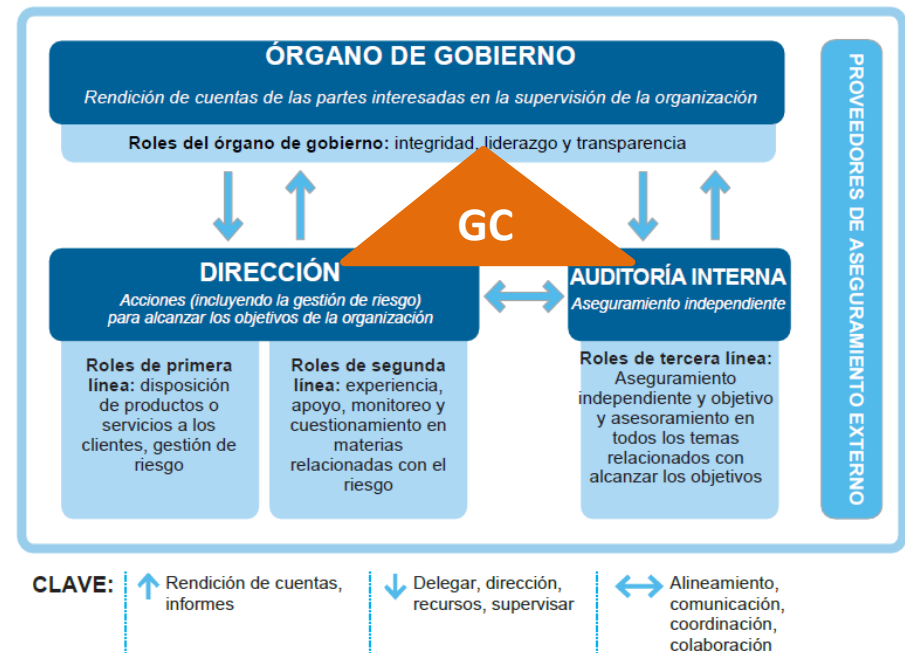 ÓRGANO DE GOBIERNO
Rendición de cuentas de las partes interesadas en la supervisión de la organización
Roles del órgano de gobierno: integridad, liderazgo y transparencia
GC
DIRECCIÓN
Acciones (incluyendo la gestión de riesgo)
para alcanzar los objetivos de la organización
Roles de primera
línea: disposición
de productos o
servicios a los
clientes, gestión de
riesgo
Roles de segunda
línea: experiencia,
apoyo, monitoreo y
cuestionamiento en
materias
relacionadas con el
riesgo
AUDITORÍA INTERNA
Aseguramiento independiente
Roles de tercera línea:
Aseguramiento
independiente y objetivo
y asesoramiento en
todos los temas
relacionados con
alcanzar los objetivos
PROVEEDORES DE ASEGURAMIENTO EXTERNO
CLAVE:
Rendición de cuentas,
informes
Delegar, dirección,
recursos, supervisar
Alineamiento,
comunicación,
coordinación,
colaboración